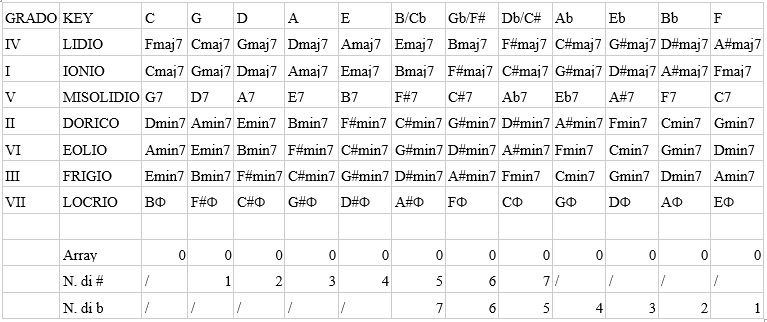 GRADO KEY C G D A E B/Cb Gb/F# Db/C# Ab Eb Bb F
IV LIDIO Fmaj7 Cmaj7 Gmaj7 Dmaj7 Amaj7 Emaj7 Bmaj7 F#maj7 C#maj7 G#maj7 D#maj7 A#maj7
I IONIO Cmaj7 Gmaj7 Dmaj7 Amaj7 Emaj7 Bmaj7 F#maj7 C#maj7 G#maj7 D#maj7 A#maj7 Fmaj7
V MISOLIDIO G7 D7 A7 E7 B7 F#7 C#7 Ab7 Eb7 A#7 F7 C7
II DORICO Dmin7 Amin7 Emin7 Bmin7 F#min7 C#min7 G#min7 D#min7 A#min7 Fmin7 Cmin7 Gmin7
VI EOLIO Amin7 Emin7 Bmin7 F#min7 C#min7 G#min7 D#min7 A#min7 Fmin7 Cmin7 Gmin7 Dmin7
III FRIGIO Emin7 Bmin7 F#min7 C#min7 G#min7 D#min7 A#min7 Fmin7 Cmin7 Gmin7 Dmin7 Amin7
VII LOCRIO BΦ F#Φ C#Φ G#Φ D#Φ A#Φ FΦ CΦ GΦ DΦ AΦ EΦ
Array 0 0 0 0 0 0 0 0 0 0 0 0
N. di # / 1 2 3 4 5 6 7 / / / /
N. di b / / / / / 7 6 5 4 3 2 1